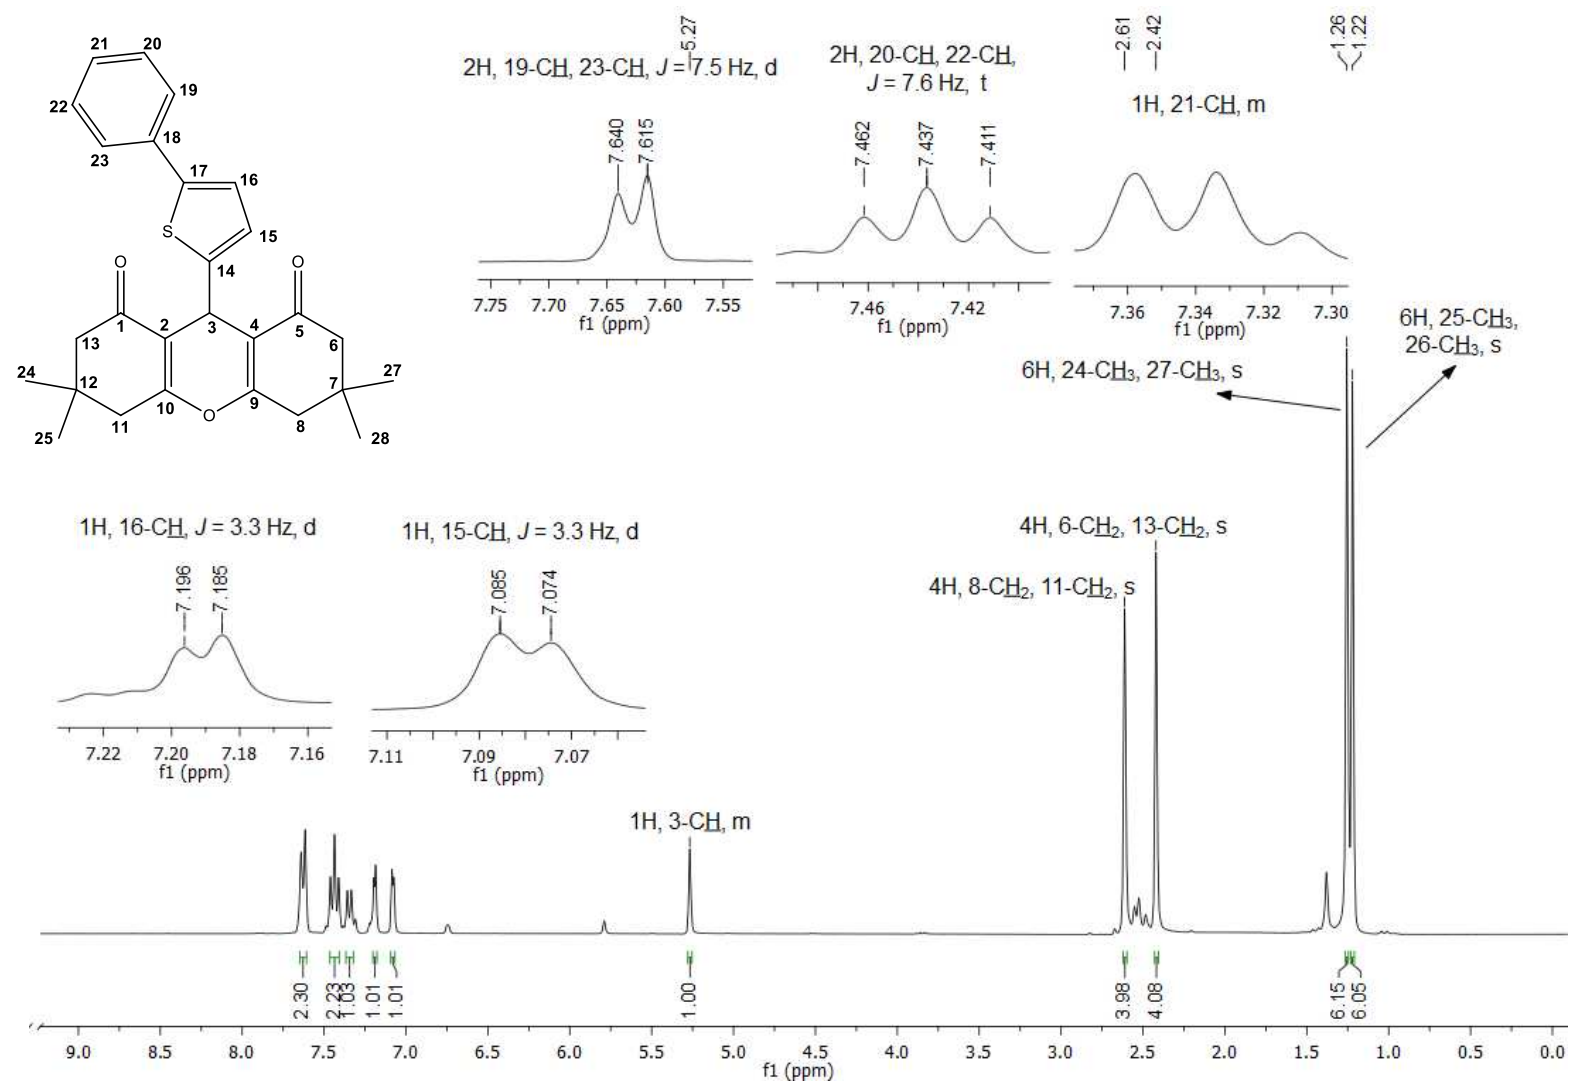 21
20
22
19
23
18
17
16
S
15
14
O
O
1
2
3
4
5
13
6
24
12
7
27
10
O
9
25
11
8
28
5.27
2H, 19-CH, 23-CH, J = 7.5 Hz, d
7.640
7.615
7.75 7.70 7.65 7.60 7.55
f1 (ppm)
2H, 20-CH, 22-CH,
J = 7.6 Hz, t
7.462
7.437
7.411
7.46 7.42
f1 (ppm)
2.61
2.42
1.26
1.22
1H, 21-CH, m
7.36 7.34 7.32 7.30
f1 (ppm)
6H, 25-CH₃,
26-CH₃, s
6H, 24-CH₃, 27-CH₃, s
1H, 16-CH, J = 3.3 Hz, d
7.196
7.185
7.22 7.20 7.18 7.16
f1 (ppm)
1H, 15-CH, J = 3.3 Hz, d
7.085
7.074
7.11 7.09 7.07
f1 (ppm)
4H, 6-CH₂, 13-CH₂, s
4H, 8-CH₂, 11-CH₂, s
1H, 3-CH, m
2.30
2.23
1.03
1.01
1.01
1.00
3.98
4.08
6.15
6.05
9.0 8.5 8.0 7.5 7.0 6.5 6.0 5.5 5.0 4.5 4.0 3.5 3.0 2.5 2.0 1.5 1.0 0.5 0.0
f1 (ppm)